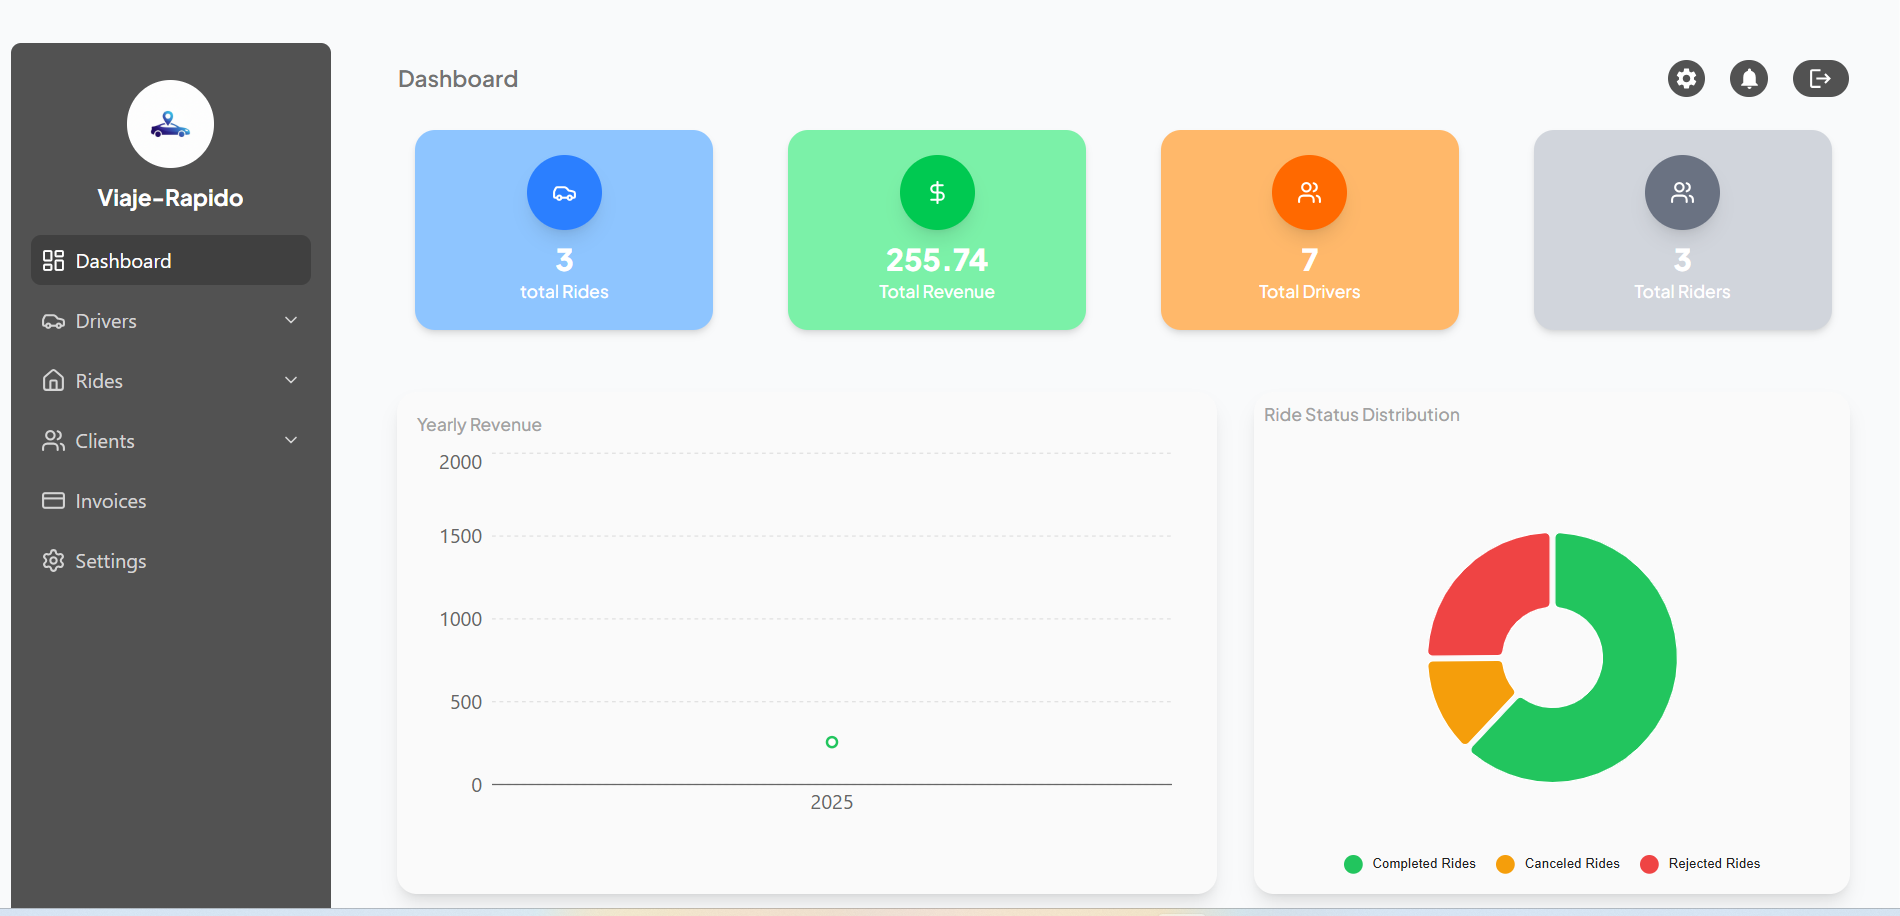 Viaje-Rapido
Dashboard
Drivers
Rides
Clients
Invoices
Settings
Dashboard
3
total Rides
255.74
Total Revenue
7
Total Drivers
3
Total Riders
Yearly Revenue
2000
1500
1000
500
0
2025
Ride Status Distribution
Completed Rides
Canceled Rides
Rejected Rides